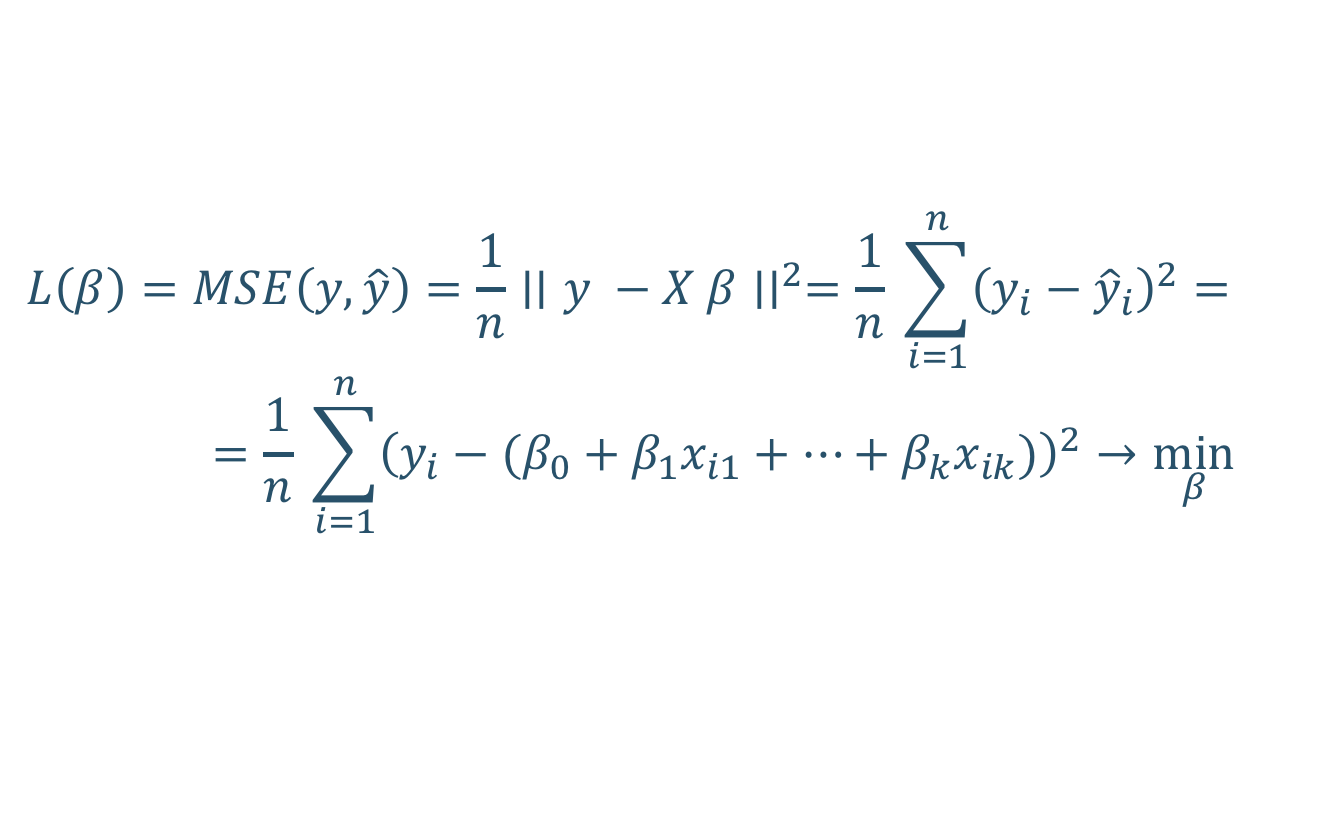 L(β) = MSE(y, ŷ) = 1/n || y − X β ||² = 1/n ∑_{i=1}^{n} (y_i − ŷ_i)² =
= 1/n ∑_{i=1}^{n} (y_i − (β_0 + β_1x_{i1} + ⋯ + β_kx_{ik}))² → min_β